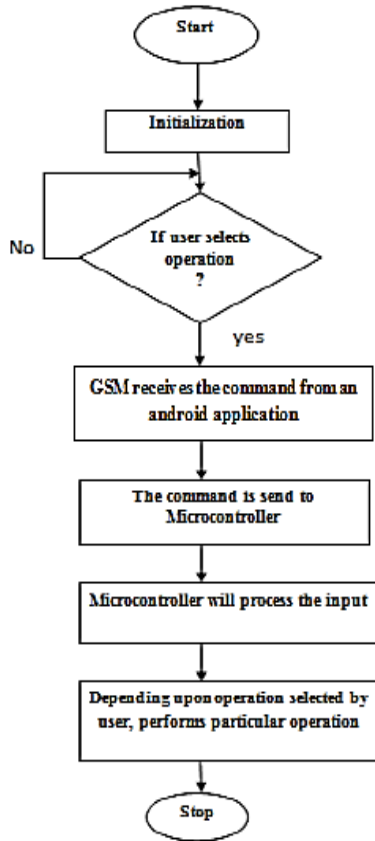 Start
Initialization
If user selects
operation
?
No
yes
GSM receives the command from an
android application
The command is send to
Microcontroller
Microcontroller will process the input
Depending upon operation selected by
user, performs particular operation
Stop